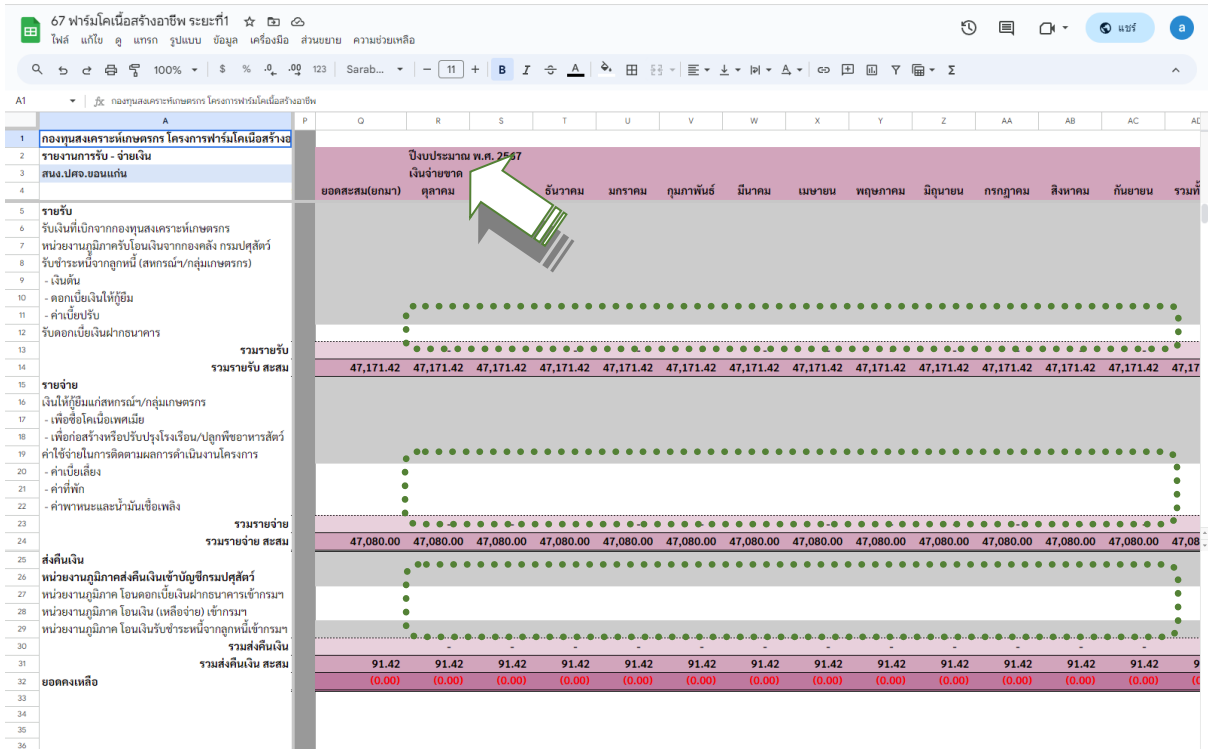 67 ฟาร์มโคเนื้อสร้างอาชีพ ระยะที่1
ไฟล์ แก้ไข ดู แทรก รูปแบบ ข้อมูล เครื่องมือ ส่วนขยาย ความช่วยเหลือ
แชร์ a
100% $ % .0 .00 123 Sarab... − 11 + B I A Σ
A1 fx กองทุนสงเคราะห์เกษตรกร โครงการฟาร์มโคเนื้อสร้างอาชีพ
A P Q R S T U V W X Y Z AA AB AC AD
1 กองทุนสงเคราะห์เกษตรกร โครงการฟาร์มโคเนื้อสร้างอ
2 รายงานการรับ - จ่ายเงิน ปีงบประมาณ พ.ศ. 2567
3 สนง.ปศจ.ขอนแก่น เงินจ่ายขาด
4 ยอดสะสม(ยกมา) ตุลาคม ธันวาคม มกราคม กุมภาพันธ์ มีนาคม เมษายน พฤษภาคม มิถุนายน กรกฎาคม สิงหาคม กันยายน รวมทั้
5 รายรับ
6 รับเงินที่เบิกจากกองทุนสงเคราะห์เกษตรกร
7 หน่วยงานภูมิภาครับโอนเงินจากกองคลัง กรมปศุสัตว์
8 รับชำระหนี้จากลูกหนี้ (สหกรณ์ฯ/กลุ่มเกษตรกร)
9 - เงินต้น
10 - ดอกเบี้ยเงินให้กู้ยืม
11 - ค่าเบี้ยปรับ
12 รับดอกเบี้ยเงินฝากธนาคาร
13 รวมรายรับ - - - - - - - - - - - -
14 รวมรายรับ สะสม 47,171.42 47,171.42 47,171.42 47,171.42 47,171.42 47,171.42 47,171.42 47,171.42 47,171.42 47,171.42 47,171.42 47,171.42 47,171.42 47,17
15 รายจ่าย
16 เงินให้กู้ยืมแก่สหกรณ์ฯ/กลุ่มเกษตรกร
17 - เพื่อซื้อโคเนื้อเพศเมีย
18 - เพื่อก่อสร้างหรือปรับปรุงโรงเรือน/ปลูกพืชอาหารสัตว์
19 ค่าใช้จ่ายในการติดตามผลการดำเนินงานโครงการ
20 - ค่าเบี้ยเลี้ยง
21 - ค่าที่พัก
22 - ค่าพาหนะและน้ำมันเชื้อเพลิง
23 รวมรายจ่าย - - - - - - - - - - - -
24 รวมรายจ่าย สะสม 47,080.00 47,080.00 47,080.00 47,080.00 47,080.00 47,080.00 47,080.00 47,080.00 47,080.00 47,080.00 47,080.00 47,080.00 47,080.00 47,08
25 ส่งคืนเงิน
26 หน่วยงานภูมิภาคส่งคืนเงินเข้าบัญชีกรมปศุสัตว์
27 หน่วยงานภูมิภาค โอนดอกเบี้ยเงินฝากธนาคารเข้ากรมฯ
28 หน่วยงานภูมิภาค โอนเงิน (เหลือจ่าย) เข้ากรมฯ
29 หน่วยงานภูมิภาค โอนเงินรับชำระหนี้จากลูกหนี้เข้ากรมฯ
30 รวมส่งคืนเงิน - - - - - - - - - - - -
31 รวมส่งคืนเงิน สะสม 91.42 91.42 91.42 91.42 91.42 91.42 91.42 91.42 91.42 91.42 91.42 91.42 91.42 9
32 ยอดคงเหลือ (0.00) (0.00) (0.00) (0.00) (0.00) (0.00) (0.00) (0.00) (0.00) (0.00) (0.00) (0.00) (0.00) (0
33
34
35
36